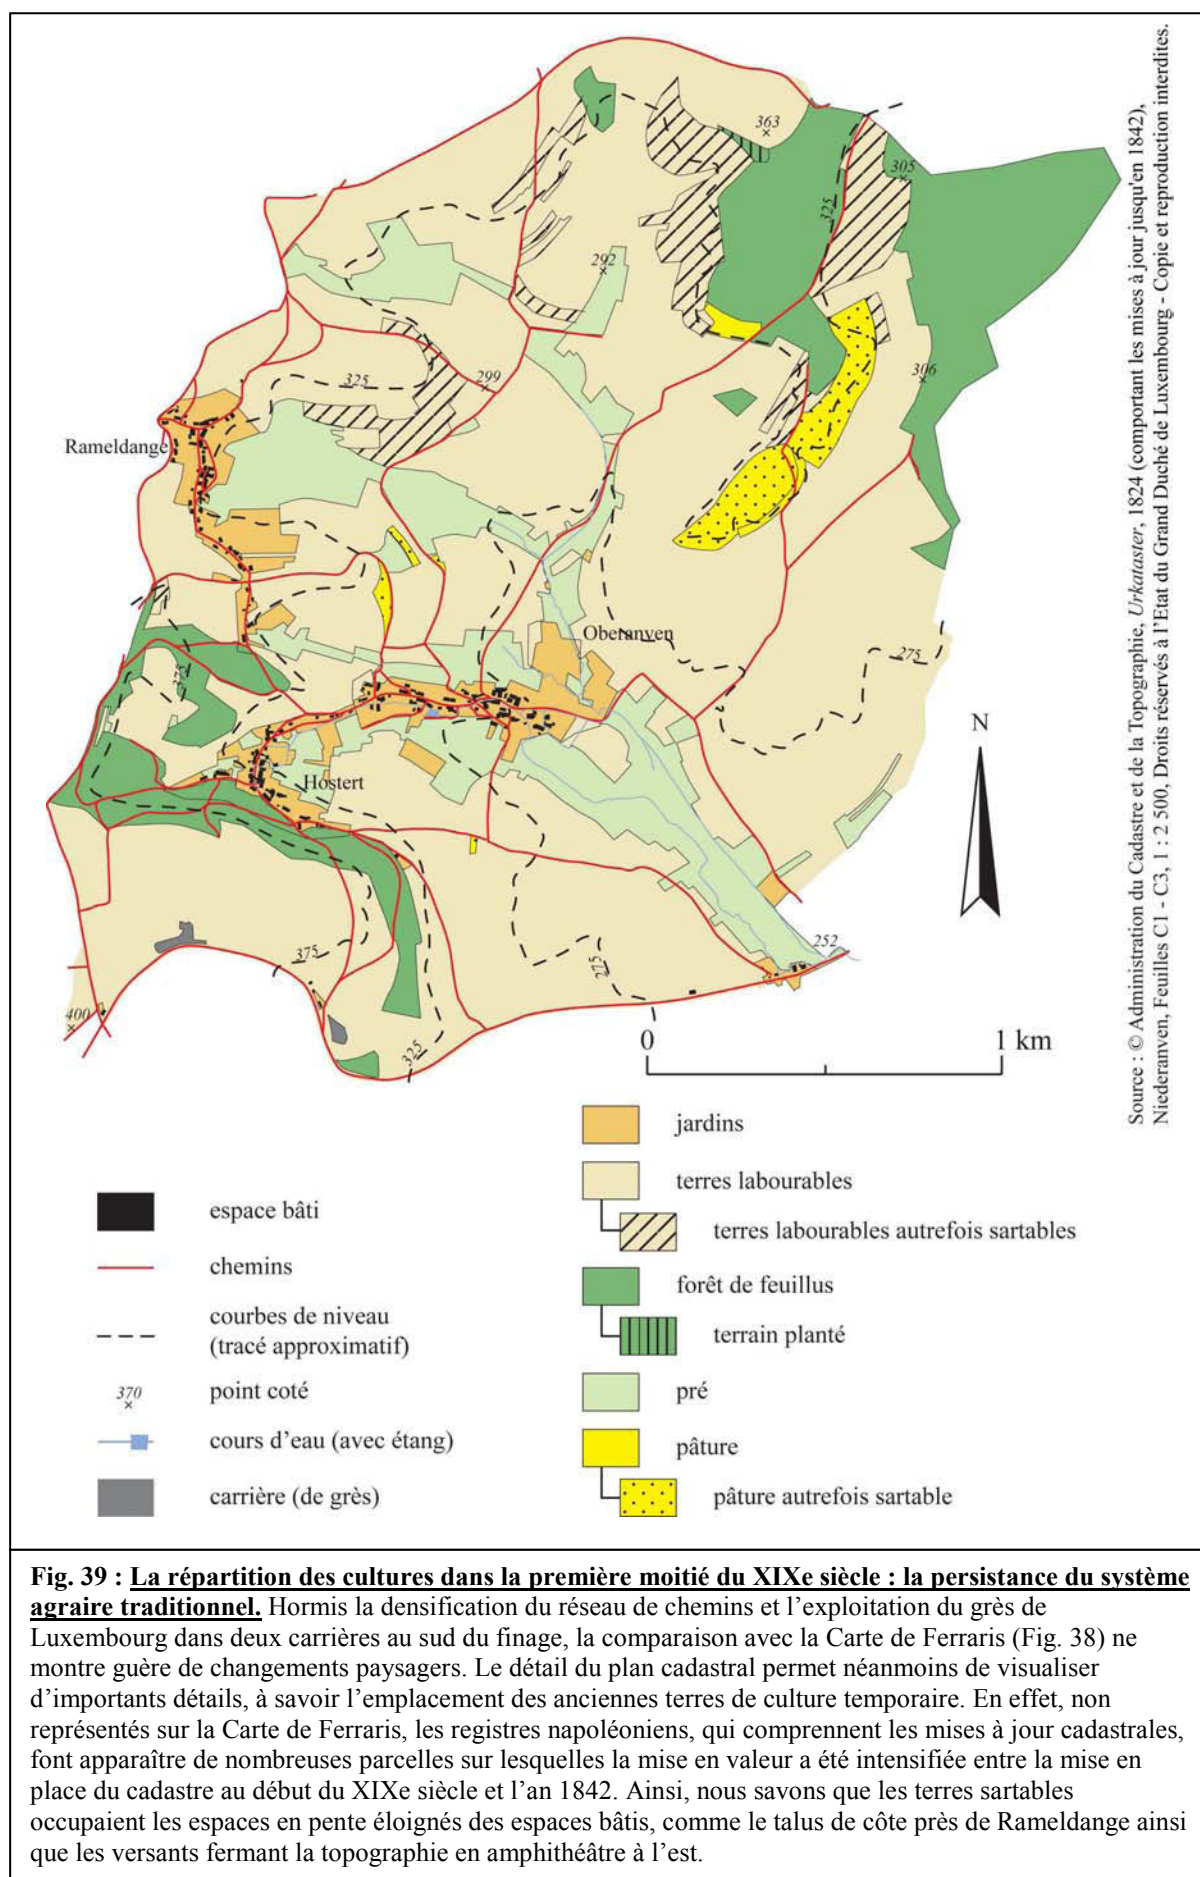 363
305
325
292
299
325
306
Rameldange
Oberanven
275
375
Hostert
N
252
375
275
400
325
0
1 km
Source : © Administration du Cadastre et de la Topographie, Urkataster, 1824 (comportant les mises à jour jusqu'en 1842),
Niederanven, Feuilles C1 - C3, 1 : 2 500, Droits réservés à l'Etat du Grand Duché de Luxembourg - Copie et reproduction interdites.
espace bâti
chemins
courbes de niveau
(tracé approximatif)
370
point coté
cours d'eau (avec étang)
carrière (de grès)
jardins
terres labourables
terres labourables autrefois sartables
forêt de feuillus
terrain planté
pré
pâture
pâture autrefois sartable
Fig. 39 : La répartition des cultures dans la première moitié du XIXe siècle : la persistance du système
agraire traditionnel. Hormis la densification du réseau de chemins et l'exploitation du grès de
Luxembourg dans deux carrières au sud du finage, la comparaison avec la Carte de Ferraris (Fig. 38) ne
montre guère de changements paysagers. Le détail du plan cadastral permet néanmoins de visualiser
d'importants détails, à savoir l'emplacement des anciennes terres de culture temporaire. En effet, non
représentés sur la Carte de Ferraris, les registres napoléoniens, qui comprennent les mises à jour cadastrales,
font apparaître de nombreuses parcelles sur lesquelles la mise en valeur a été intensifiée entre la mise en
place du cadastre au début du XIXe siècle et l'an 1842. Ainsi, nous savons que les terres sartables
occupaient les espaces en pente éloignés des espaces bâtis, comme le talus de côte près de Rameldange ainsi
que les versants fermant la topographie en amphithéâtre à l'est.